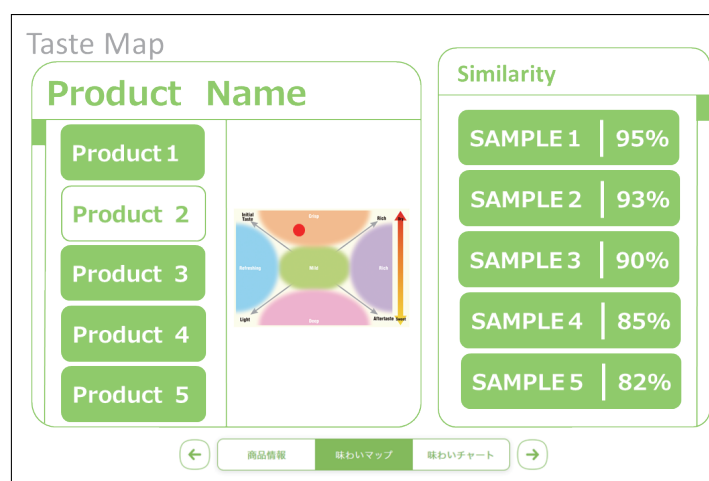 Taste Map
Product Name
Product 1
Product 2
Product 3
Product 4
Product 5
Initial
Taste
Crisp
Rich
Refreshing
Mild
Rich
Light
Deep
Aftertaste
Sweet
Similarity
SAMPLE 1 95%
SAMPLE 2 93%
SAMPLE 3 90%
SAMPLE 4 85%
SAMPLE 5 82%
商品情報
味わいマップ
味わいチャート